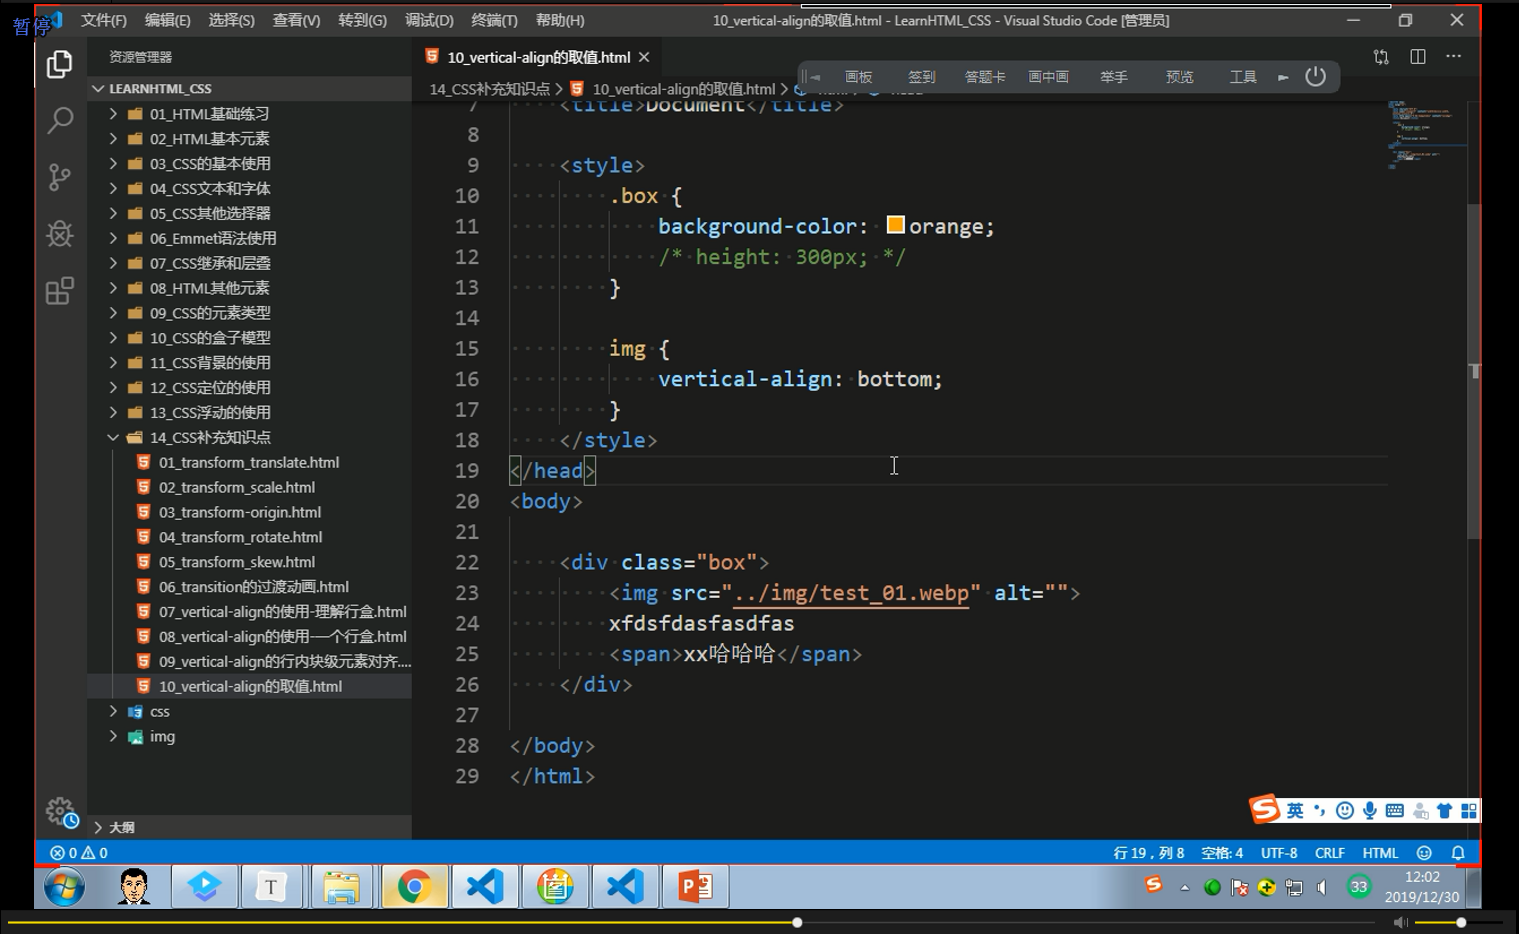 暂停
文件(F) 编辑(E) 选择(S) 查看(V) 转到(G) 调试(D) 终端(T) 帮助(H) 10_vertical-align的取值.html - LearnHTML_CSS - Visual Studio Code [管理员]
资源管理器
10_vertical-align的取值.html
画板 签到 答题卡 画中画 举手 预览 工具
LEARNHTML_CSS
14_CSS补充知识点 > 10_vertical-align的取值.html >
01_HTML基础练习
02_HTML基本元素
03_CSS的基本使用
04_CSS文本和字体
05_CSS其他选择器
06_Emmet语法使用
07_CSS继承和层叠
08_HTML其他元素
09_CSS的元素类型
10_CSS的盒子模型
11_CSS背景的使用
12_CSS定位的使用
13_CSS浮动的使用
14_CSS补充知识点
01_transform_translate.html
02_transform_scale.html
03_transform-origin.html
04_transform_rotate.html
05_transform_skew.html
06_transition的过渡动画.html
07_vertical-align的使用-理解行盒.html
08_vertical-align的使用-一个行盒.html
09_vertical-align的行内块级元素对齐....
10_vertical-align的取值.html
css
img
大纲
7 <title>Document</title>
8
9 <style>
10 .box {
11 background-color: orange;
12 /* height: 300px; */
13 }
14
15 img {
16 vertical-align: bottom;
17 }
18 </style>
19 </head>
20 <body>
21
22 <div class="box">
23 <img src="../img/test_01.webp" alt="">
24 xfdsfdasfasdfas
25 <span>xx哈哈哈</span>
26 </div>
27
28 </body>
29 </html>
英
0 0 行 19，列 8 空格: 4 UTF-8 CRLF HTML
33
12:02
2019/12/30